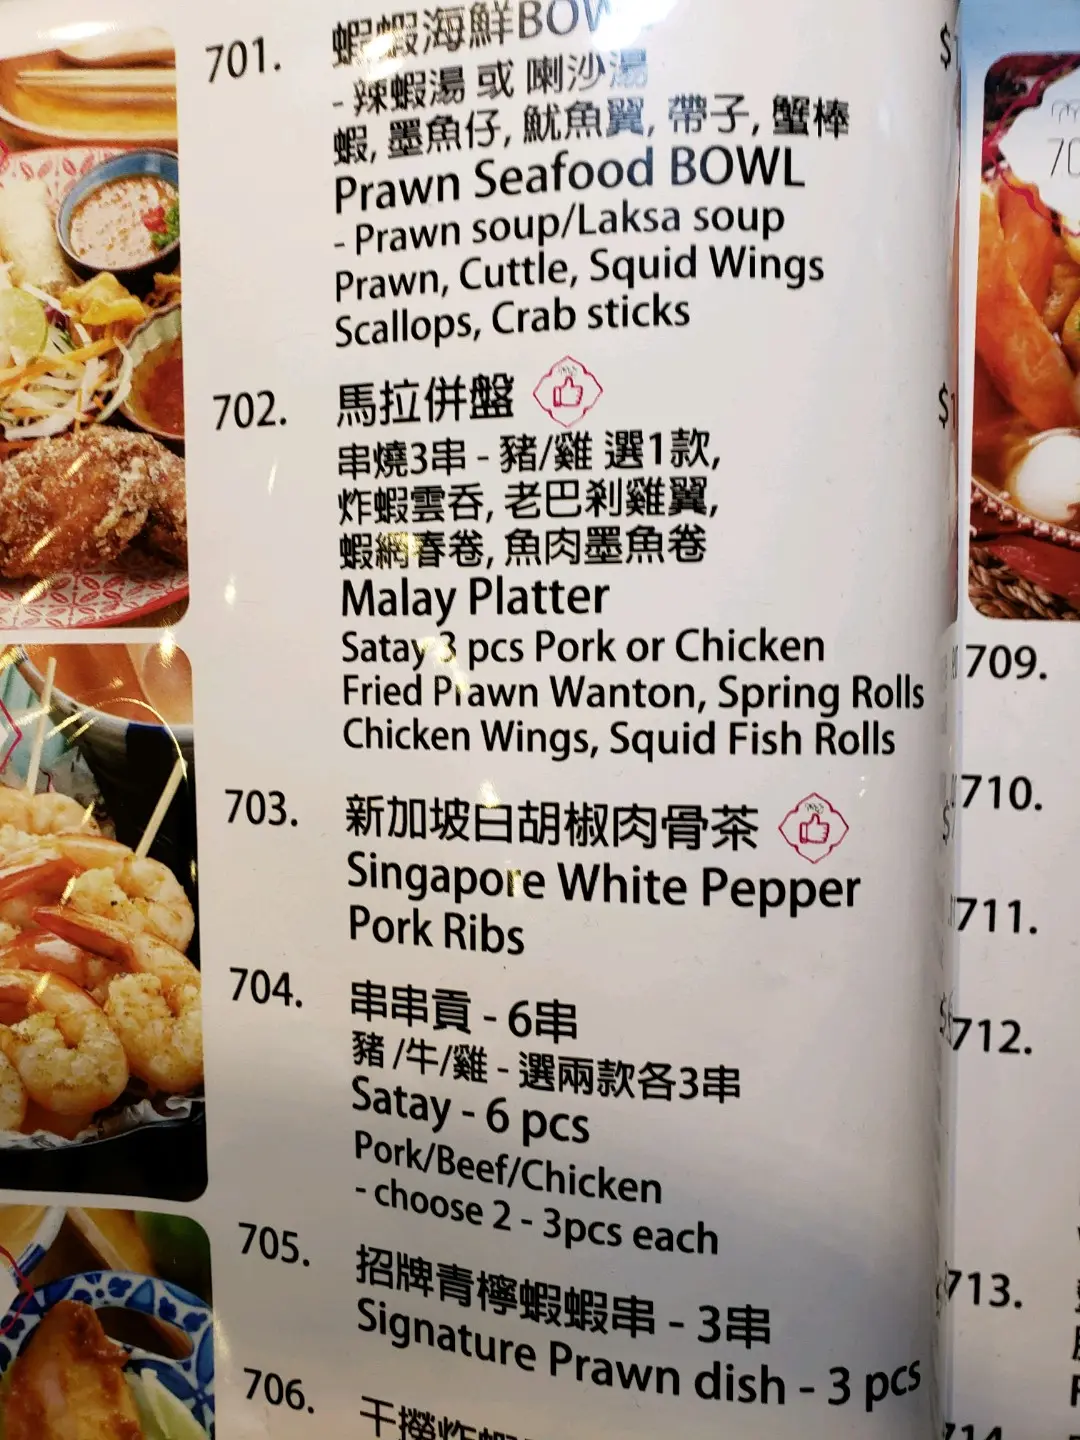 701.
蝦蝦海鮮BOWL
- 辣蝦湯 或 喇沙湯
蝦, 墨魚仔, 魷魚翼, 帶子, 蟹棒
Prawn Seafood BOWL
- Prawn soup/Laksa soup
Prawn, Cuttle, Squid Wings
Scallops, Crab sticks
702. 馬拉併盤
串燒3串 - 豬/雞 選1款,
炸蝦雲吞, 老巴剎雞翼,
蝦網春卷, 魚肉墨魚卷
Malay Platter
Satay 3 pcs Pork or Chicken
Fried Prawn Wanton, Spring Rolls
Chicken Wings, Squid Fish Rolls
703. 新加坡白胡椒肉骨茶
Singapore White Pepper
Pork Ribs
704. 串串貢 - 6串
豬 /牛/雞 - 選兩款各3串
Satay - 6 pcs
Pork/Beef/Chicken
- choose 2 - 3pcs each
705. 招牌青檸蝦蝦串 - 3串
Signature Prawn dish - 3 pcs
706. 干撈炸蝦
709.
710.
711.
712.
713.
714.